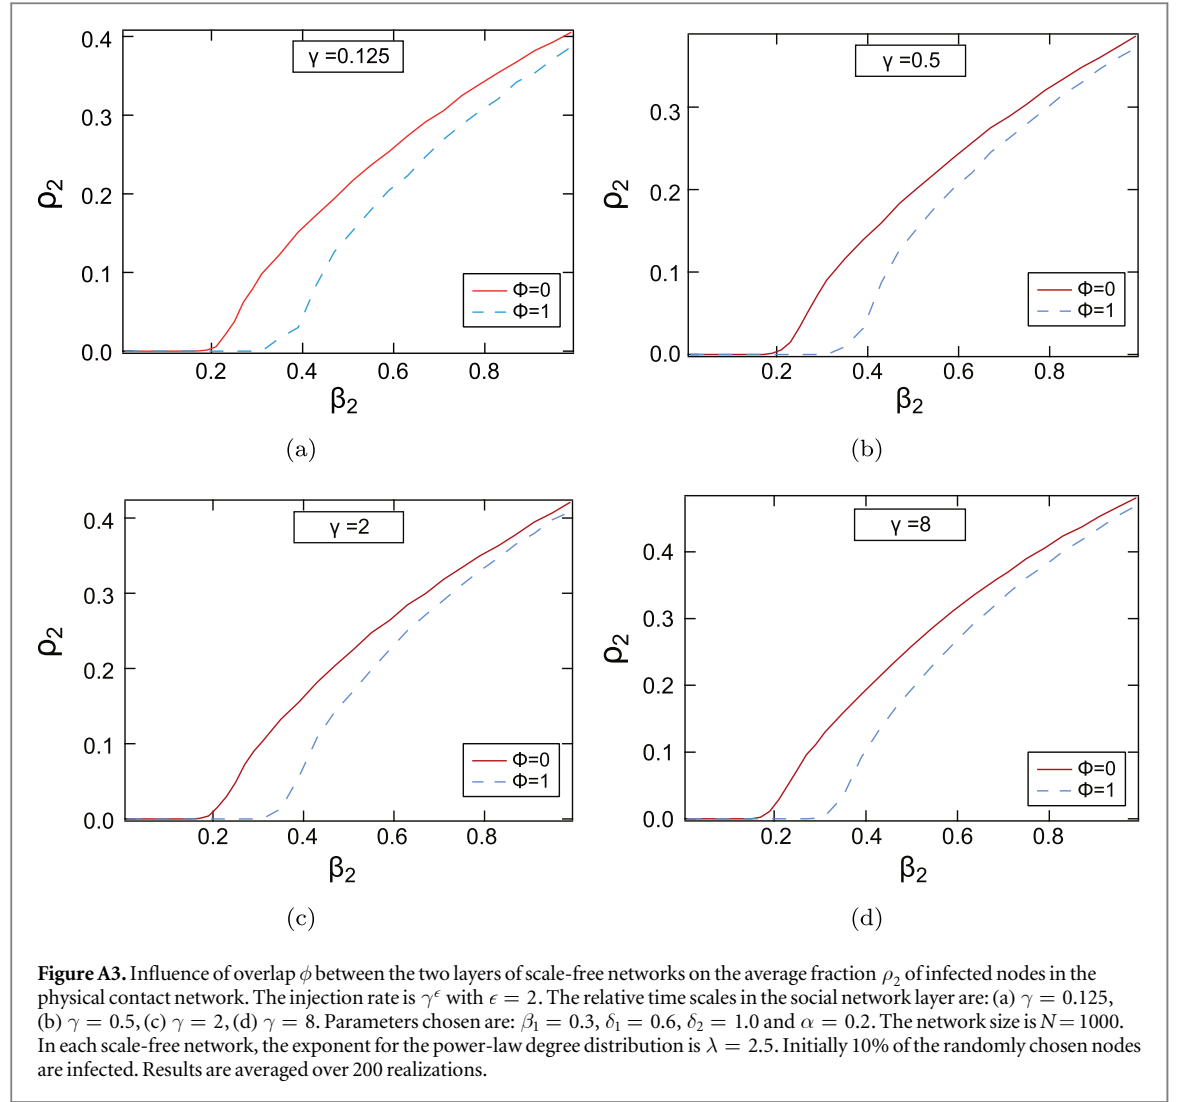 γ =0.125
0.4
0.3
0.2
0.1
0.0
ρ2
Φ=0
Φ=1
0.2 0.4 0.6 0.8
β2
(a)
γ =0.5
0.3
0.2
0.1
0.0
ρ2
Φ=0
Φ=1
0.2 0.4 0.6 0.8
β2
(b)
γ =2
0.4
0.3
0.2
0.1
0.0
ρ2
Φ=0
Φ=1
0.2 0.4 0.6 0.8
β2
(c)
γ =8
0.4
0.3
0.2
0.1
0.0
ρ2
Φ=0
Φ=1
0.2 0.4 0.6 0.8
β2
(d)
Figure A3. Influence of overlap ϕ between the two layers of scale-free networks on the average fraction ρ2 of infected nodes in the
physical contact network. The injection rate is γ^ϵ with ϵ = 2. The relative time scales in the social network layer are: (a) γ = 0.125,
(b) γ = 0.5, (c) γ = 2, (d) γ = 8. Parameters chosen are: β1 = 0.3, δ1 = 0.6, δ2 = 1.0 and α = 0.2. The network size is N = 1000.
In each scale-free network, the exponent for the power-law degree distribution is λ = 2.5. Initially 10% of the randomly chosen nodes
are infected. Results are averaged over 200 realizations.